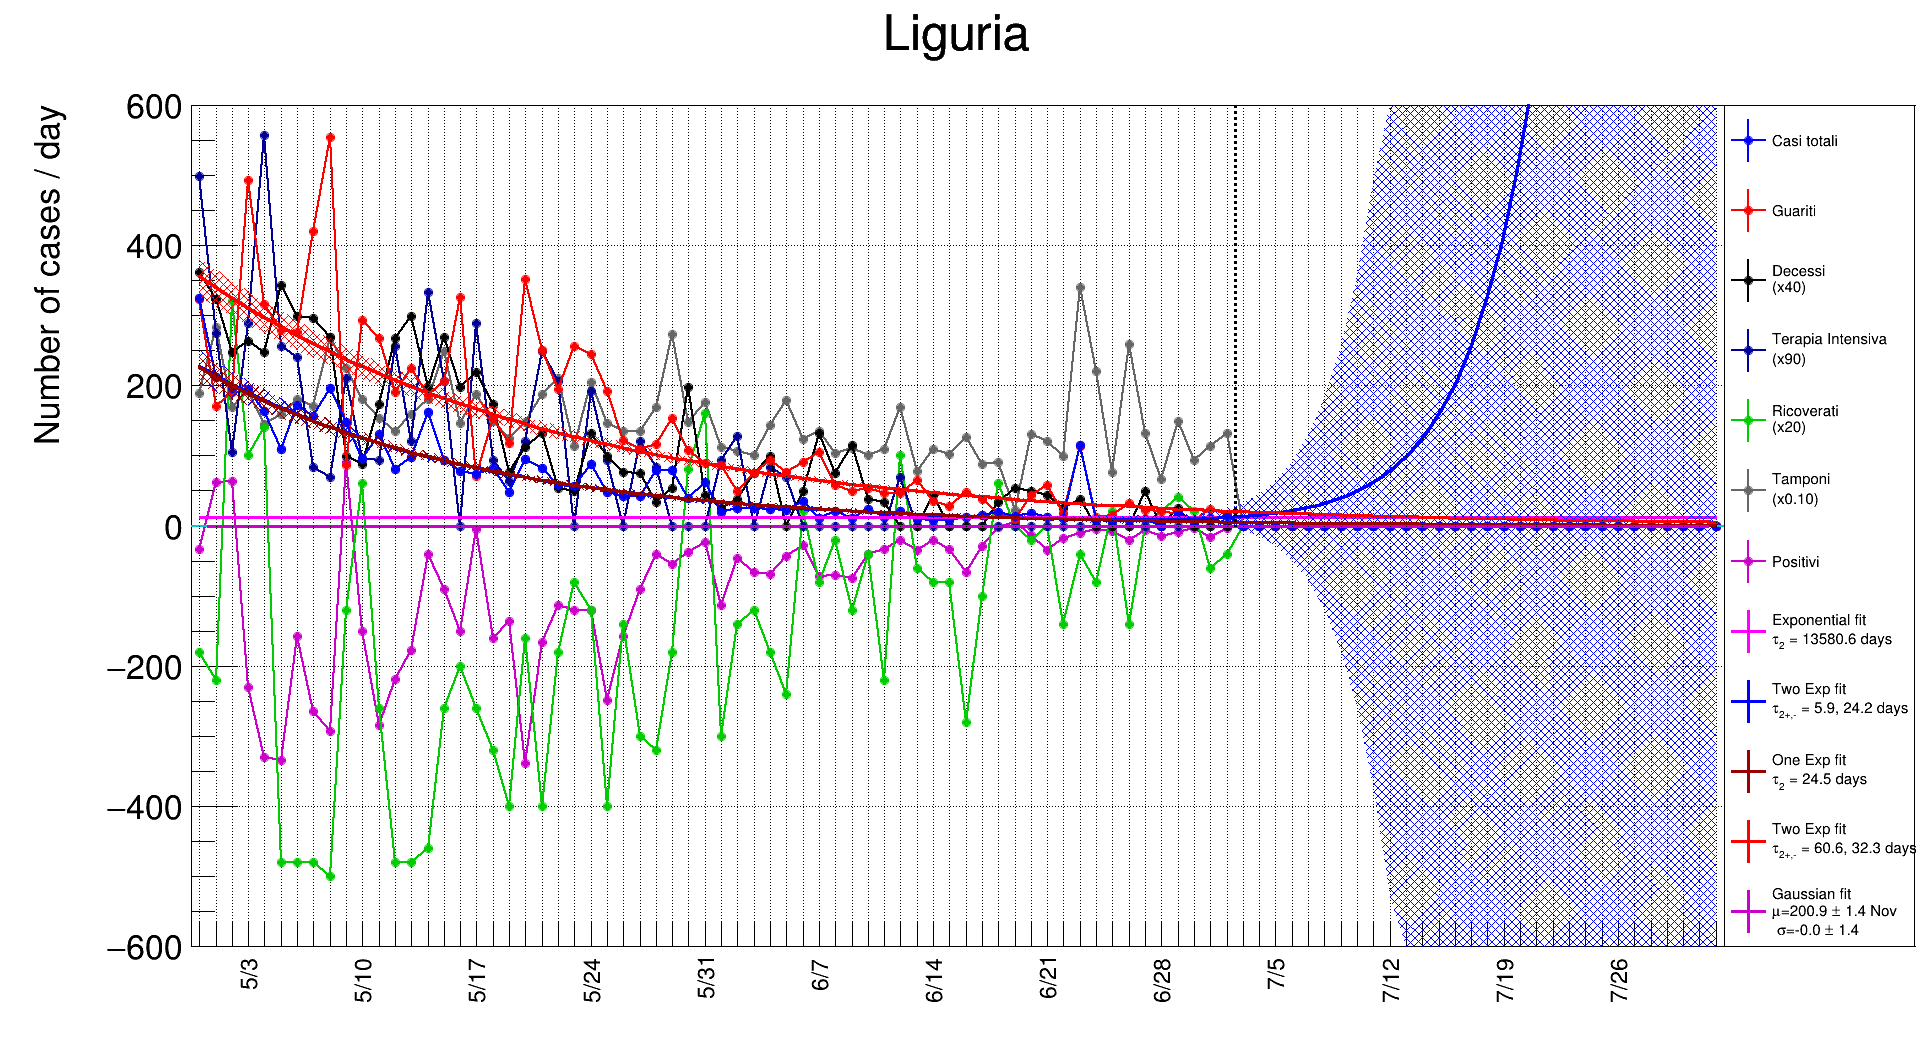 Liguria
Number of cases / day
600
400
200
0
−200
−400
−600
5/3
5/10
5/17
5/24
5/31
6/7
6/14
6/21
6/28
7/5
7/12
7/19
7/26
Casi totali
Guariti
Decessi
(x40)
Terapia Intensiva
(x90)
Ricoverati
(x20)
Tamponi
(x0.10)
Positivi
Exponential fit
τ2 = 13580.6 days
Two Exp fit
τ2+,- = 5.9, 24.2 days
One Exp fit
τ2 = 24.5 days
Two Exp fit
τ2+,- = 60.6, 32.3 days
Gaussian fit
μ=200.9 ± 1.4 Nov
σ=-0.0 ± 1.4